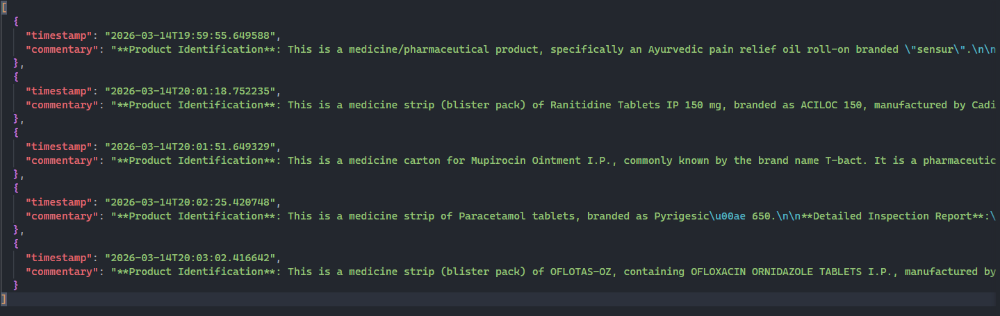 [
{
"timestamp": "2026-03-14T19:59:55.649588",
"commentary": "**Product Identification**: This is a medicine/pharmaceutical product, specifically an Ayurvedic pain relief oil roll-on branded \"sensur\".\n\n
},
{
"timestamp": "2026-03-14T20:01:18.752235",
"commentary": "**Product Identification**: This is a medicine strip (blister pack) of Ranitidine Tablets IP 150 mg, branded as ACILOC 150, manufactured by Cadi
},
{
"timestamp": "2026-03-14T20:01:51.649329",
"commentary": "**Product Identification**: This is a medicine carton for Mupirocin Ointment I.P., commonly known by the brand name T-bact. It is a pharmaceutic
},
{
"timestamp": "2026-03-14T20:02:25.420748",
"commentary": "**Product Identification**: This is a medicine strip of Paracetamol tablets, branded as Pyrigesic\u00ae 650.\n\n**Detailed Inspection Report**:\
},
{
"timestamp": "2026-03-14T20:03:02.416642",
"commentary": "**Product Identification**: This is a medicine strip (blister pack) of OFLOTAS-OZ, containing OFLOXACIN ORNIDAZOLE TABLETS I.P., manufactured by
}
]